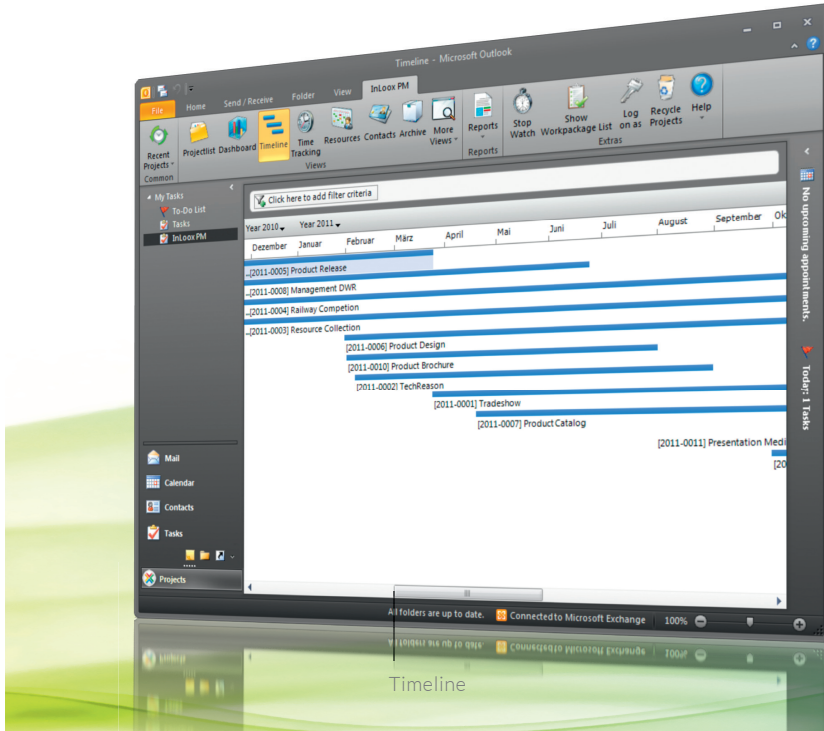 Timeline - Microsoft Outlook
File Home Send / Receive Folder View InLoox PM
Recent Projects
Projectlist
Dashboard
Timeline
Time Tracking
Resources
Contacts
Archive
More Views
Reports
Stop Watch
Show Workpackage List
Log on as
Recycle Projects
Help
Common Views Reports Extras
My Tasks
To-Do List
Tasks
InLoox PM
Click here to add filter criteria
Year 2010 Year 2011
Dezember Januar Februar März April Mai Juni Juli August September Ok
...[2011-0005] Product Release
...[2011-0008] Management DWR
...[2011-0004] Railway Competion
...[2011-0003] Resource Collection
[2011-0006] Product Design
[2011-0010] Product Brochure
[2011-0002] TechReason
[2011-0001] Tradeshow
[2011-0007] Product Catalog
[2011-0011] Presentation Medi
[20
No upcoming appointments.
Today: 1 Tasks
Mail
Calendar
Contacts
Tasks
Projects
All folders are up to date. Connected to Microsoft Exchange 100%
Timeline